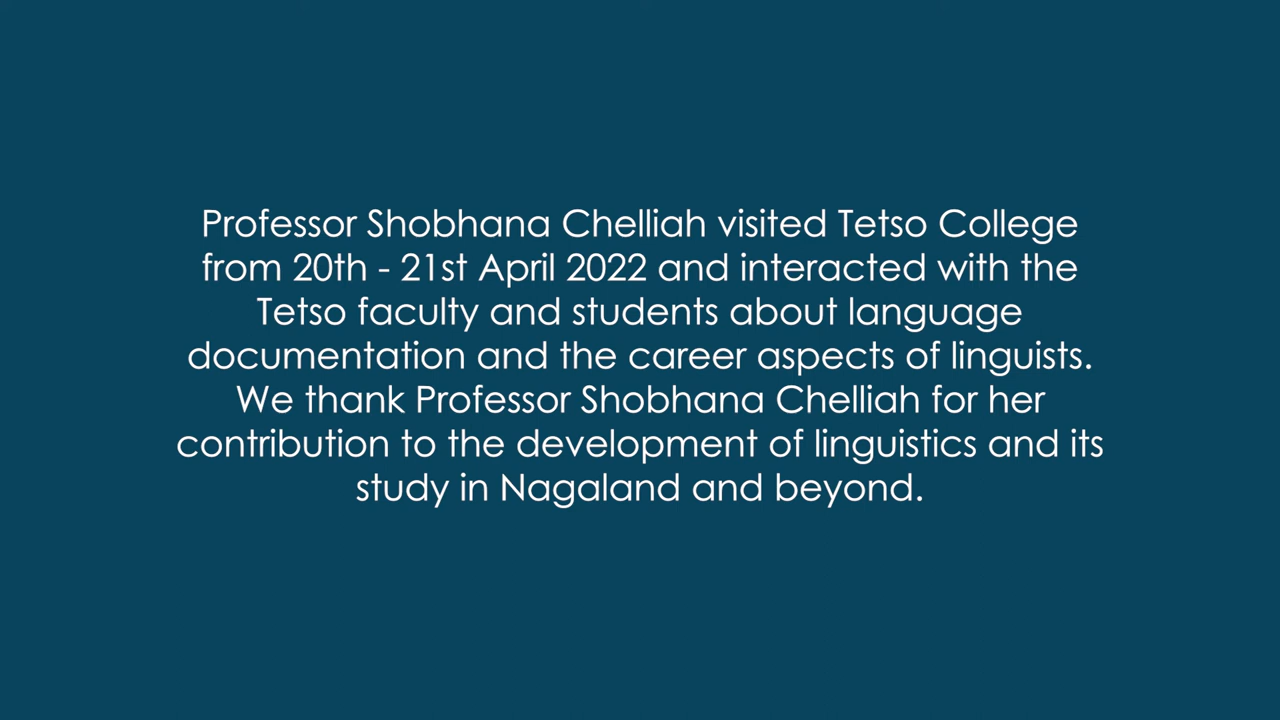 Professor Shobhana Chelliah visited Tetso College
from 20th - 21st April 2022 and interacted with the
Tetso faculty and students about language
documentation and the career aspects of linguists.
We thank Professor Shobhana Chelliah for her
contribution to the development of linguistics and its
study in Nagaland and beyond.